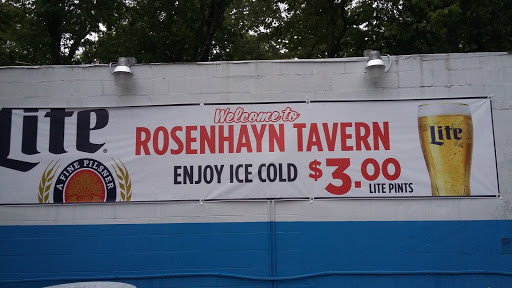 Lite
A FINE PILSNER
Welcome to
ROSENHAYN TAVERN
ENJOY ICE COLD $3.00
LITE PINTS
Lite